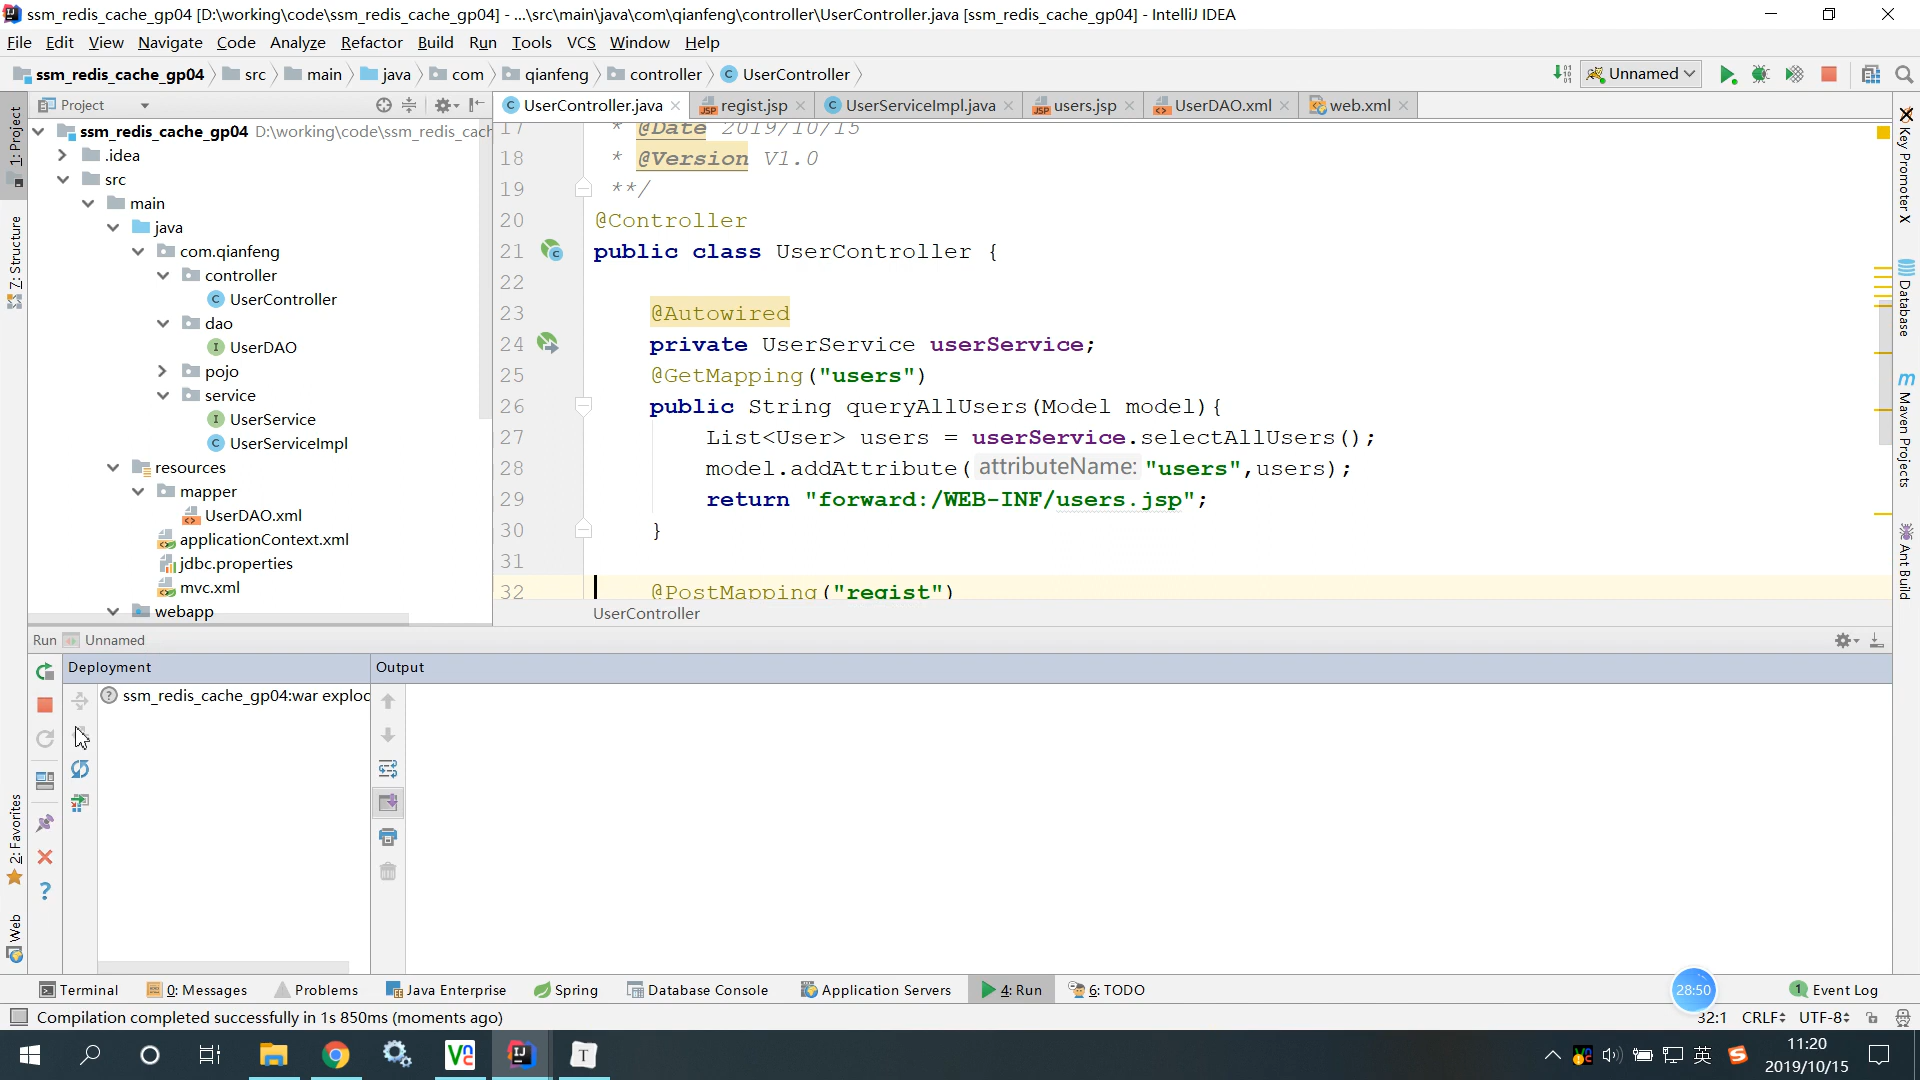 ssm_redis_cache_gp04 [D:\working\code\ssm_redis_cache_gp04] - ...\src\main\java\com\qianfeng\controller\UserController.java [ssm_redis_cache_gp04] - IntelliJ IDEA
File Edit View Navigate Code Analyze Refactor Build Run Tools VCS Window Help
ssm_redis_cache_gp04 src main java com qianfeng controller UserController
Unnamed
Project
UserController.java regist.jsp UserServiceImpl.java users.jsp UserDAO.xml web.xml
1: Project
7: Structure
2: Favorites
Web
ssm_redis_cache_gp04 D:\working\code\ssm_redis_cach
.idea
src
main
java
com.qianfeng
controller
UserController
dao
UserDAO
pojo
service
UserService
UserServiceImpl
resources
mapper
UserDAO.xml
applicationContext.xml
jdbc.properties
mvc.xml
webapp
17 * @Date 2019/10/15
18 * @Version V1.0
19 **/
20 @Controller
21 public class UserController {
22
23 @Autowired
24 private UserService userService;
25 @GetMapping("users")
26 public String queryAllUsers(Model model){
27 List<User> users = userService.selectAllUsers();
28 model.addAttribute( attributeName: "users",users);
29 return "forward:/WEB-INF/users.jsp";
30 }
31
32 @PostMapping("regist")
UserController
Key Promoter X
Database
Maven Projects
Ant Build
Run Unnamed
Deployment Output
ssm_redis_cache_gp04:war exploc
Terminal 0: Messages Problems Java Enterprise Spring Database Console Application Servers 4: Run 6: TODO 28:50 1 Event Log
Compilation completed successfully in 1s 850ms (moments ago) 32:1 CRLF UTF-8
英 11:20
2019/10/15